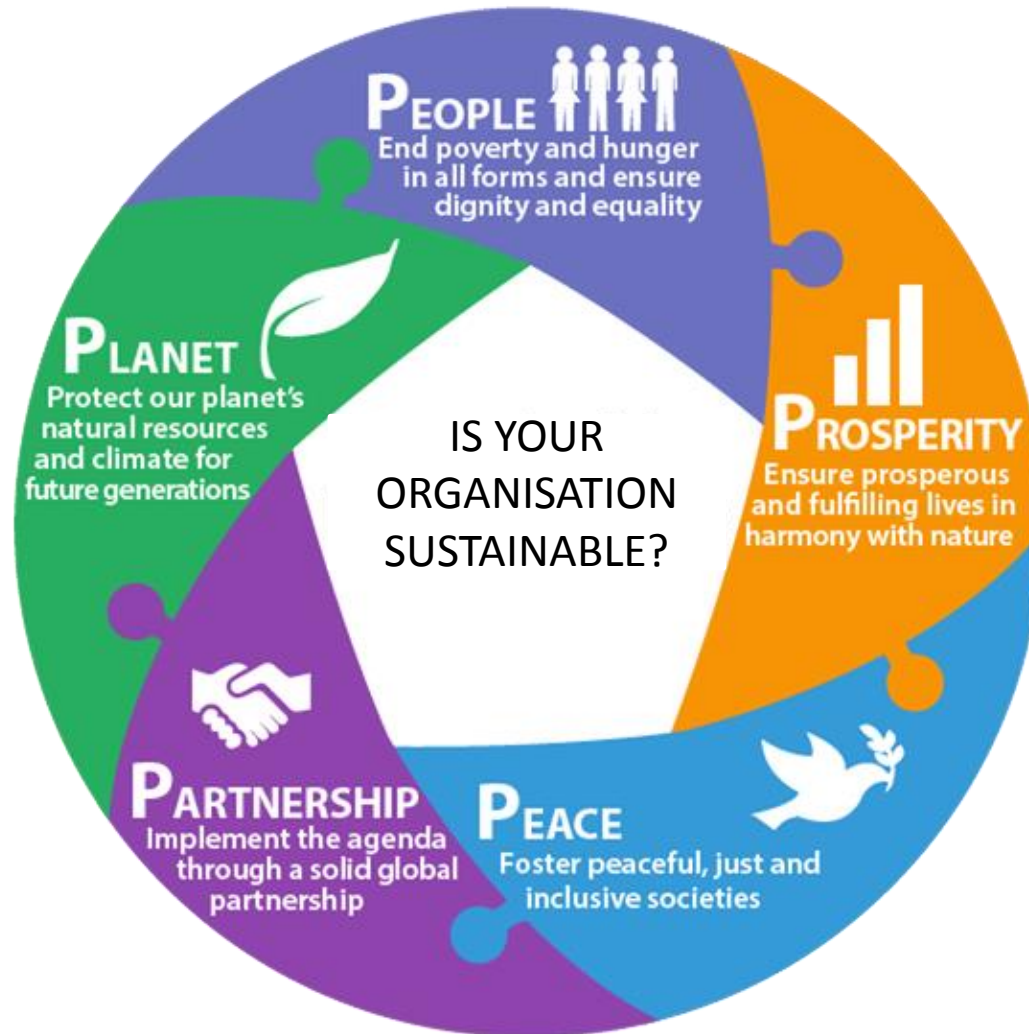 PEOPLE
End poverty and hunger
in all forms and ensure
dignity and equality
PROSPERITY
Ensure prosperous
and fulfilling lives in
harmony with nature
PEACE
Foster peaceful, just and
inclusive societies
PARTNERSHIP
Implement the agenda
through a solid global
partnership
PLANET
Protect our planet's
natural resources
and climate for
future generations
IS YOUR
ORGANISATION
SUSTAINABLE?